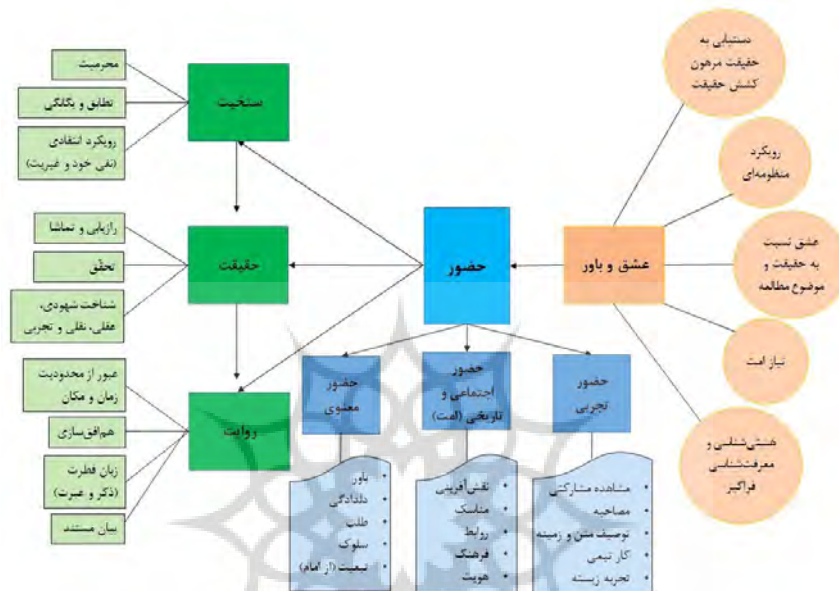 دستیابی به
حقیقت مرهون
کشش حقیقت
رویکرد
منظومه‌ای
عشق نسبت
به حقیقت و
موضوع مطالعه
نیاز امت
هستی‌شناسی و
معرفت‌شناسی
فراگیر
عشق و باور
حضور
حضور
تجربی
مشاهده مشارکتی
مصاحبه
توصیف متن و زمینه
کار تیمی
تجربه زیسته
حضور
اجتماعی و
تاریخی (امت)
نقش‌آفرینی
مناسک
روابط
فرهنگ
هویت
حضور
معنوی
باور
دلدادگی
طلب
سلوک
تبعیت (از امام)
سنخیت
محرمیت
تطابق و یگانگی
رویکرد انتقادی
(نفی خود و غیریت)
حقیقت
رازیابی و تماشا
تحقّق
شناخت شهودی،
عقلی، نقلی و تجربی
روایت
عبور از محدودیت
زمان و مکان
هم‌افق‌سازی
زبان فطرت
(ذکر و عبرت)
بیان مستند